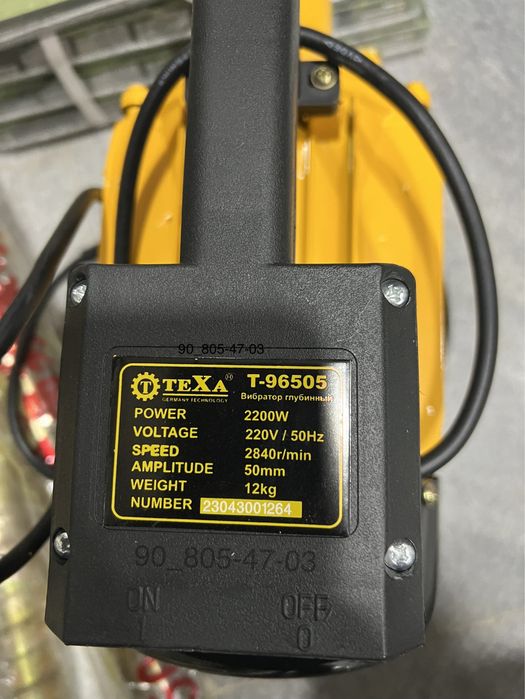 90_805-47-03
TEXA ® T-96505
GERMANY TECHNOLOGY Вибратор глубинный
POWER 2200W
VOLTAGE 220V / 50Hz
SPEED 2840r/min
AMPLITUDE 50mm
WEIGHT 12kg
NUMBER 23043001264
90_805-47-03
ON OFF
I 0